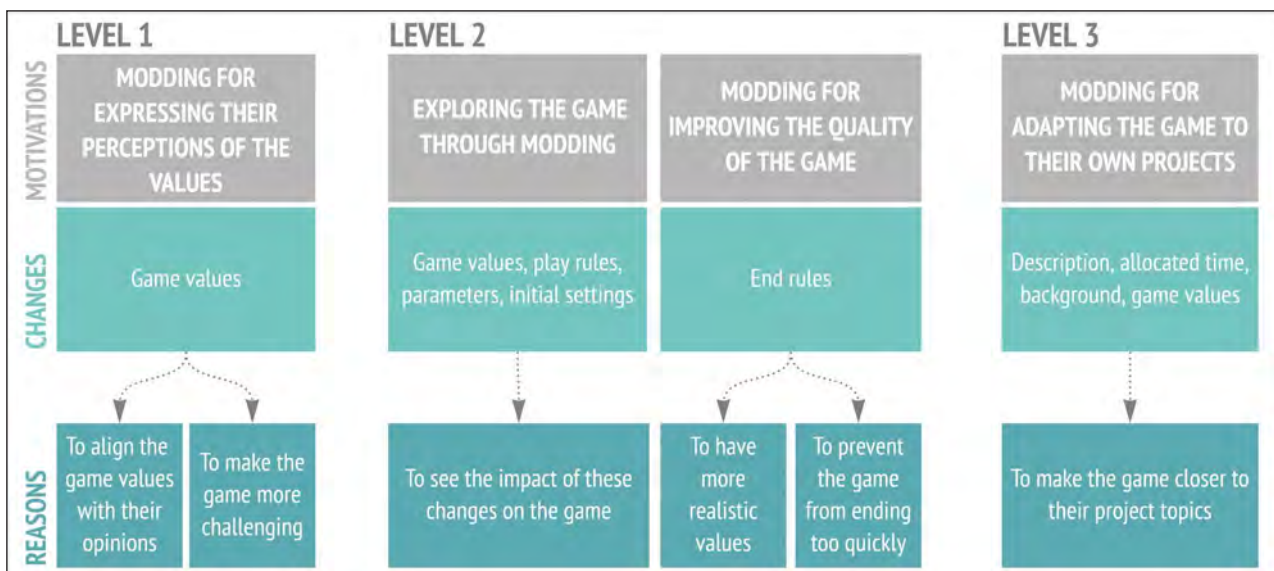 LEVEL 1
LEVEL 2
LEVEL 3
MOTIVATIONS
MODDING FOR
EXPRESSING THEIR
PERCEPTIONS OF THE
VALUES
EXPLORING THE GAME
THROUGH MODDING
MODDING FOR
IMPROVING THE QUALITY
OF THE GAME
MODDING FOR
ADAPTING THE GAME TO
THEIR OWN PROJECTS
CHANGES
Game values
Game values, play rules,
parameters, initial settings
End rules
Description, allocated time,
background, game values
REASONS
To align the
game values
with their
opinions
To make the
game more
challenging
To see the impact of these
changes on the game
To have
more
realistic
values
To prevent
the game
from ending
too quickly
To make the game closer to
their project topics